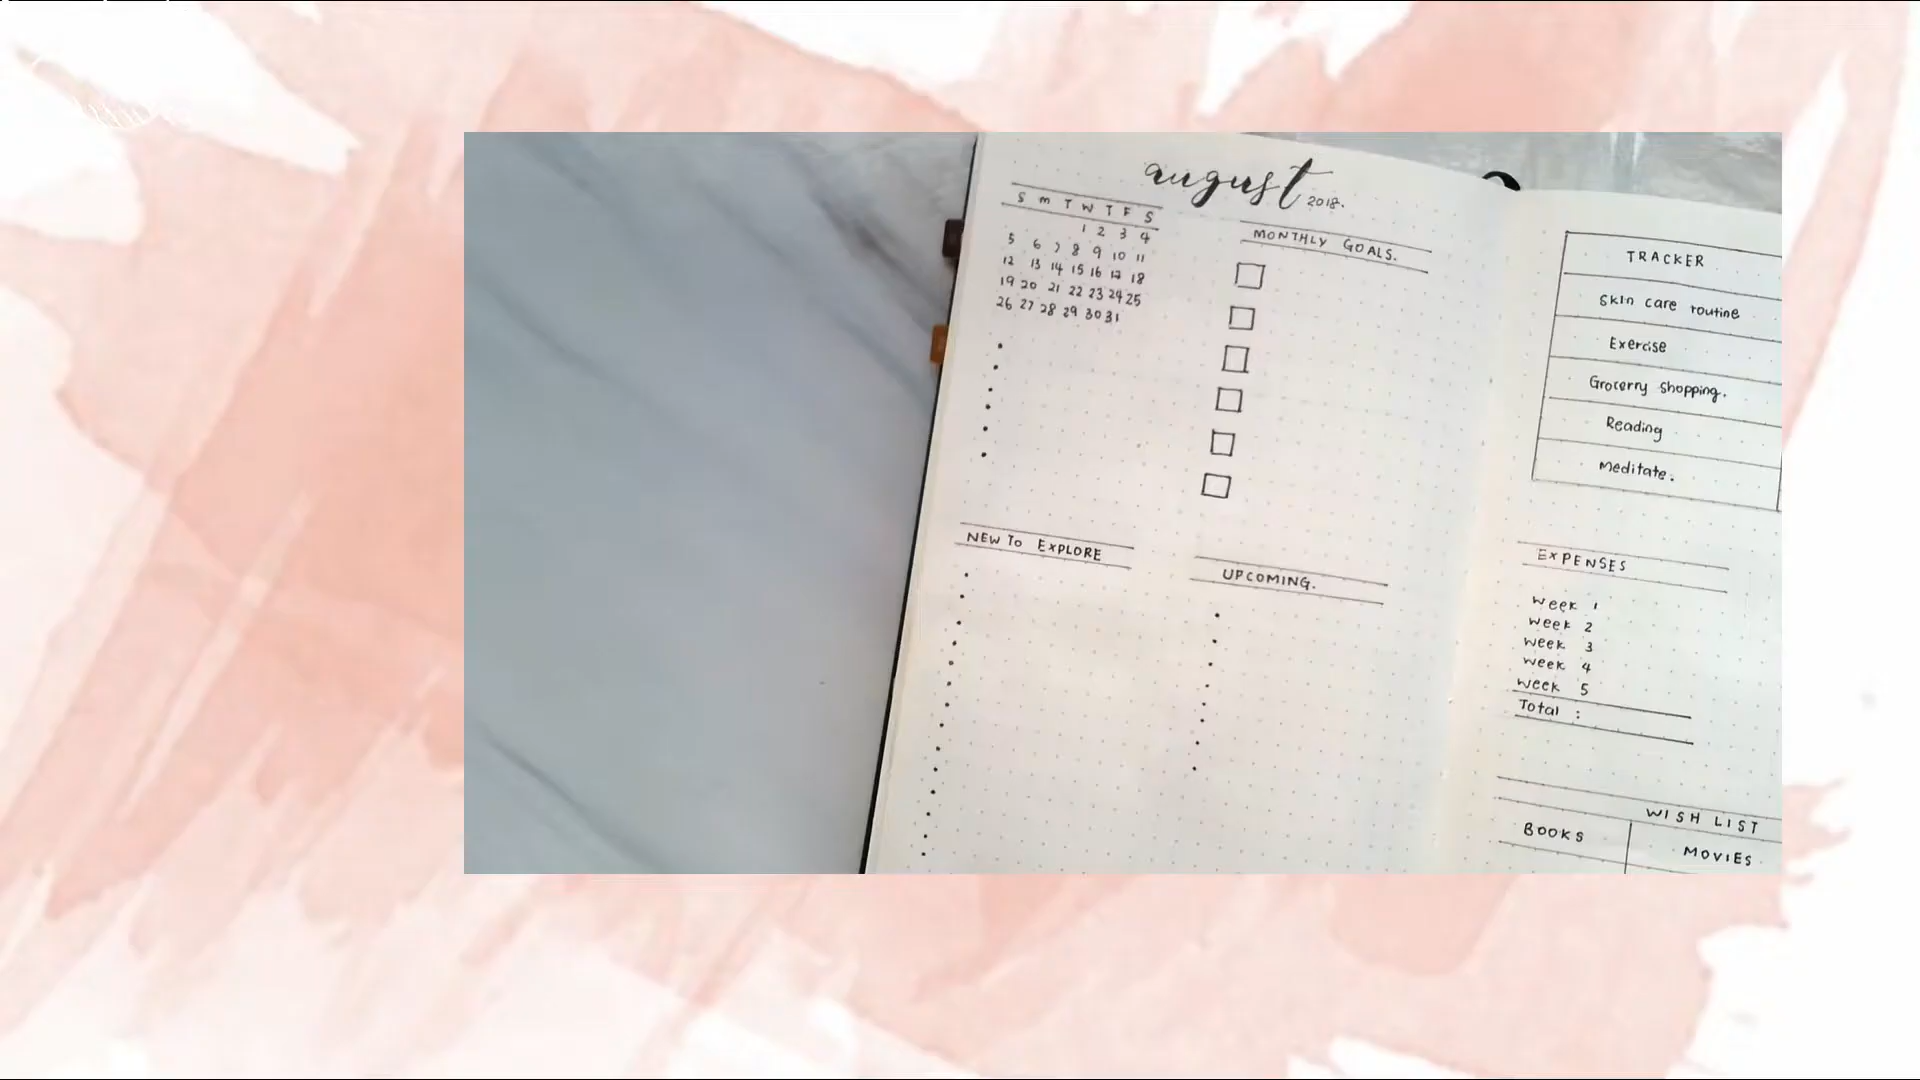 august 2018.
S M T W T F S
1 2 3 4
5 6 7 8 9 10 11
12 13 14 15 16 17 18
19 20 21 22 23 24 25
26 27 28 29 30 31
MONTHLY GOALS.
NEW TO EXPLORE
UPCOMING.
TRACKER
Skin care routine
Exercise
Grocerry shopping.
Reading
Meditate.
EXPENSES
Week 1
Week 2
Week 3
Week 4
Week 5
Total :
WISH LIST
BOOKS
MOVIES